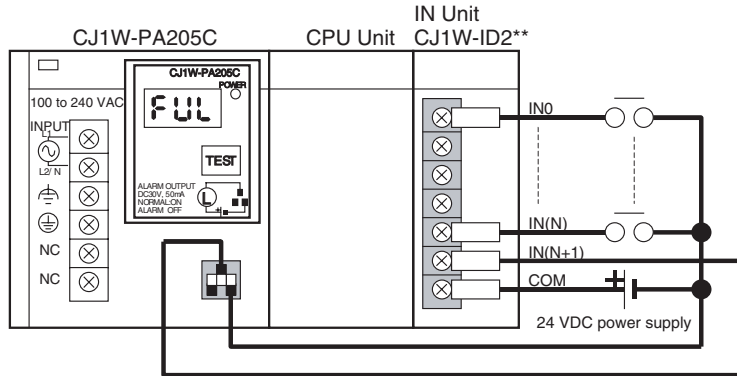 IN Unit
CJ1W-PA205C CPU Unit CJ1W-ID2**
CJ1W-PA205C
POWER
100 to 240 VAC
FUL
INPUT
L1
L2/ N
TEST
ALARM OUTPUT
DC30V, 50mA
NORMAL:ON
ALARM OFF
L
+
NC
NC
IN0
IN(N)
IN(N+1)
COM
+
24 VDC power supply